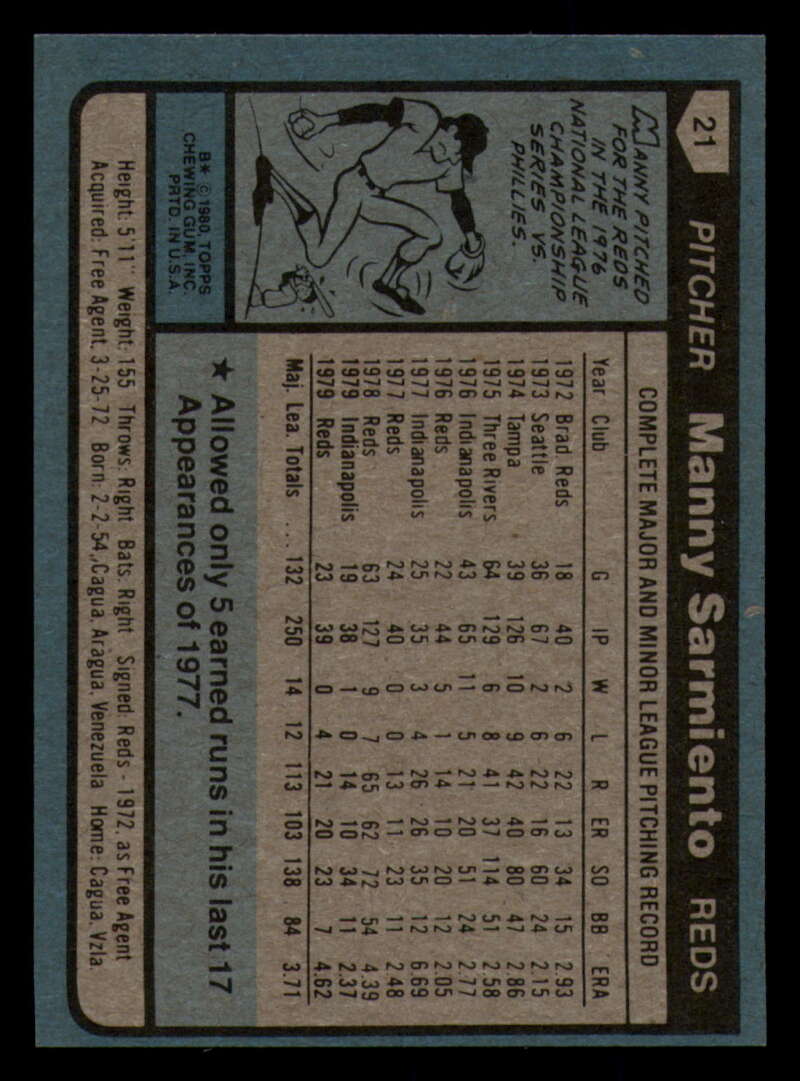 21 PITCHER Manny Sarmiento REDS
MANNY PITCHED
FOR THE REDS
IN THE 1976
NATIONAL LEAGUE
CHAMPIONSHIP
SERIES VS.
PHILLIES.
B* © 1980, TOPPS
CHEWING GUM, INC.
PRTD. IN U.S.A.
COMPLETE MAJOR AND MINOR LEAGUE PITCHING RECORD
Year Club G IP W L R ER SO BB ERA
1972 Brad. Reds 18 40 2 6 22 13 34 15 2.93
1973 Seattle 36 67 2 6 22 16 60 24 2.15
1974 Tampa 39 126 10 9 42 40 80 47 2.86
1975 Three Rivers 64 129 6 8 41 37 114 51 2.58
1976 Indianapolis 43 65 11 5 21 20 51 24 2.77
1976 Reds 22 44 5 1 14 10 20 12 2.05
1977 Indianapolis 25 35 3 4 26 26 35 12 6.69
1977 Reds 24 40 0 0 13 11 23 11 2.48
1978 Reds 63 127 9 7 65 62 72 54 4.39
1979 Indianapolis 19 38 1 0 14 10 34 11 2.37
1979 Reds 23 39 0 4 21 20 23 7 4.62
Maj. Lea. Totals .... 132 250 14 12 113 103 138 84 3.71
★ Allowed only 5 earned runs in his last 17
Appearances of 1977.
Height: 5'11" Weight: 155 Throws: Right Bats: Right Signed: Reds - 1972, as Free Agent
Acquired: Free Agent, 3-25-72 Born: 2-2-54, Cagua, Aragua, Venezuela Home: Cagua, Vzla.